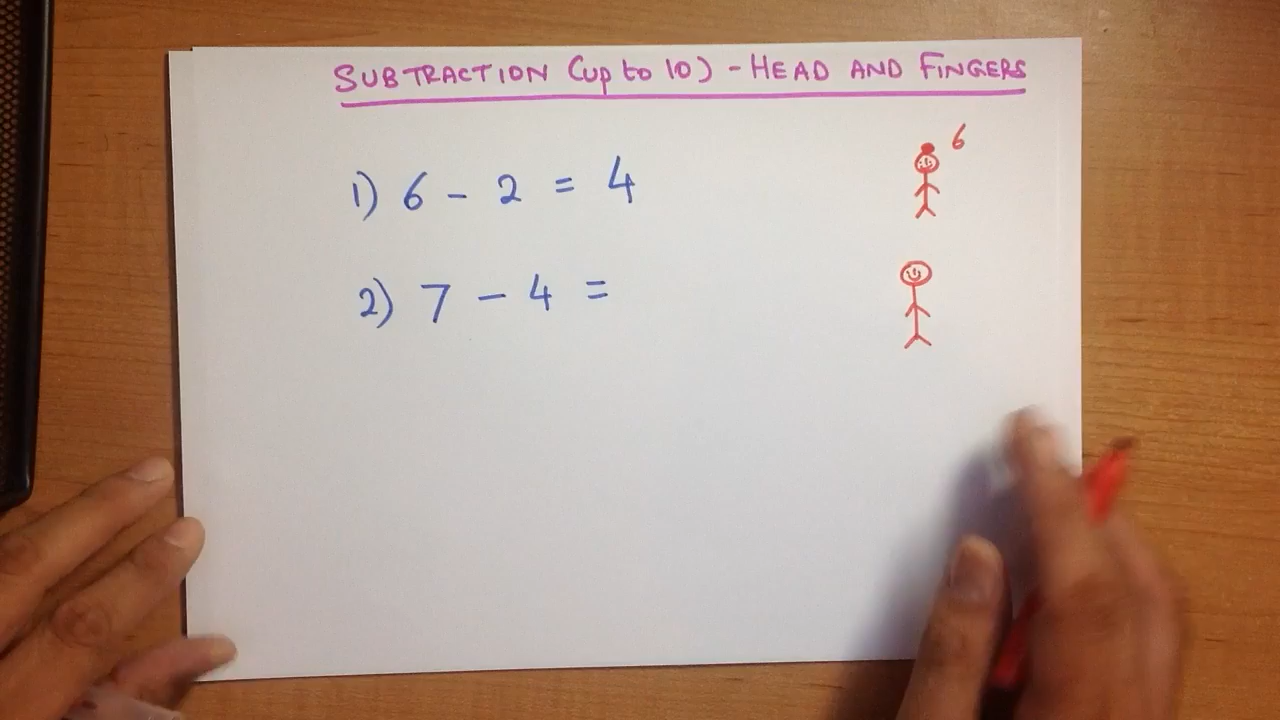 SUBTRACTION (up to 10) - HEAD AND FINGERS
1) 6 - 2 = 4
6
2) 7 - 4 =